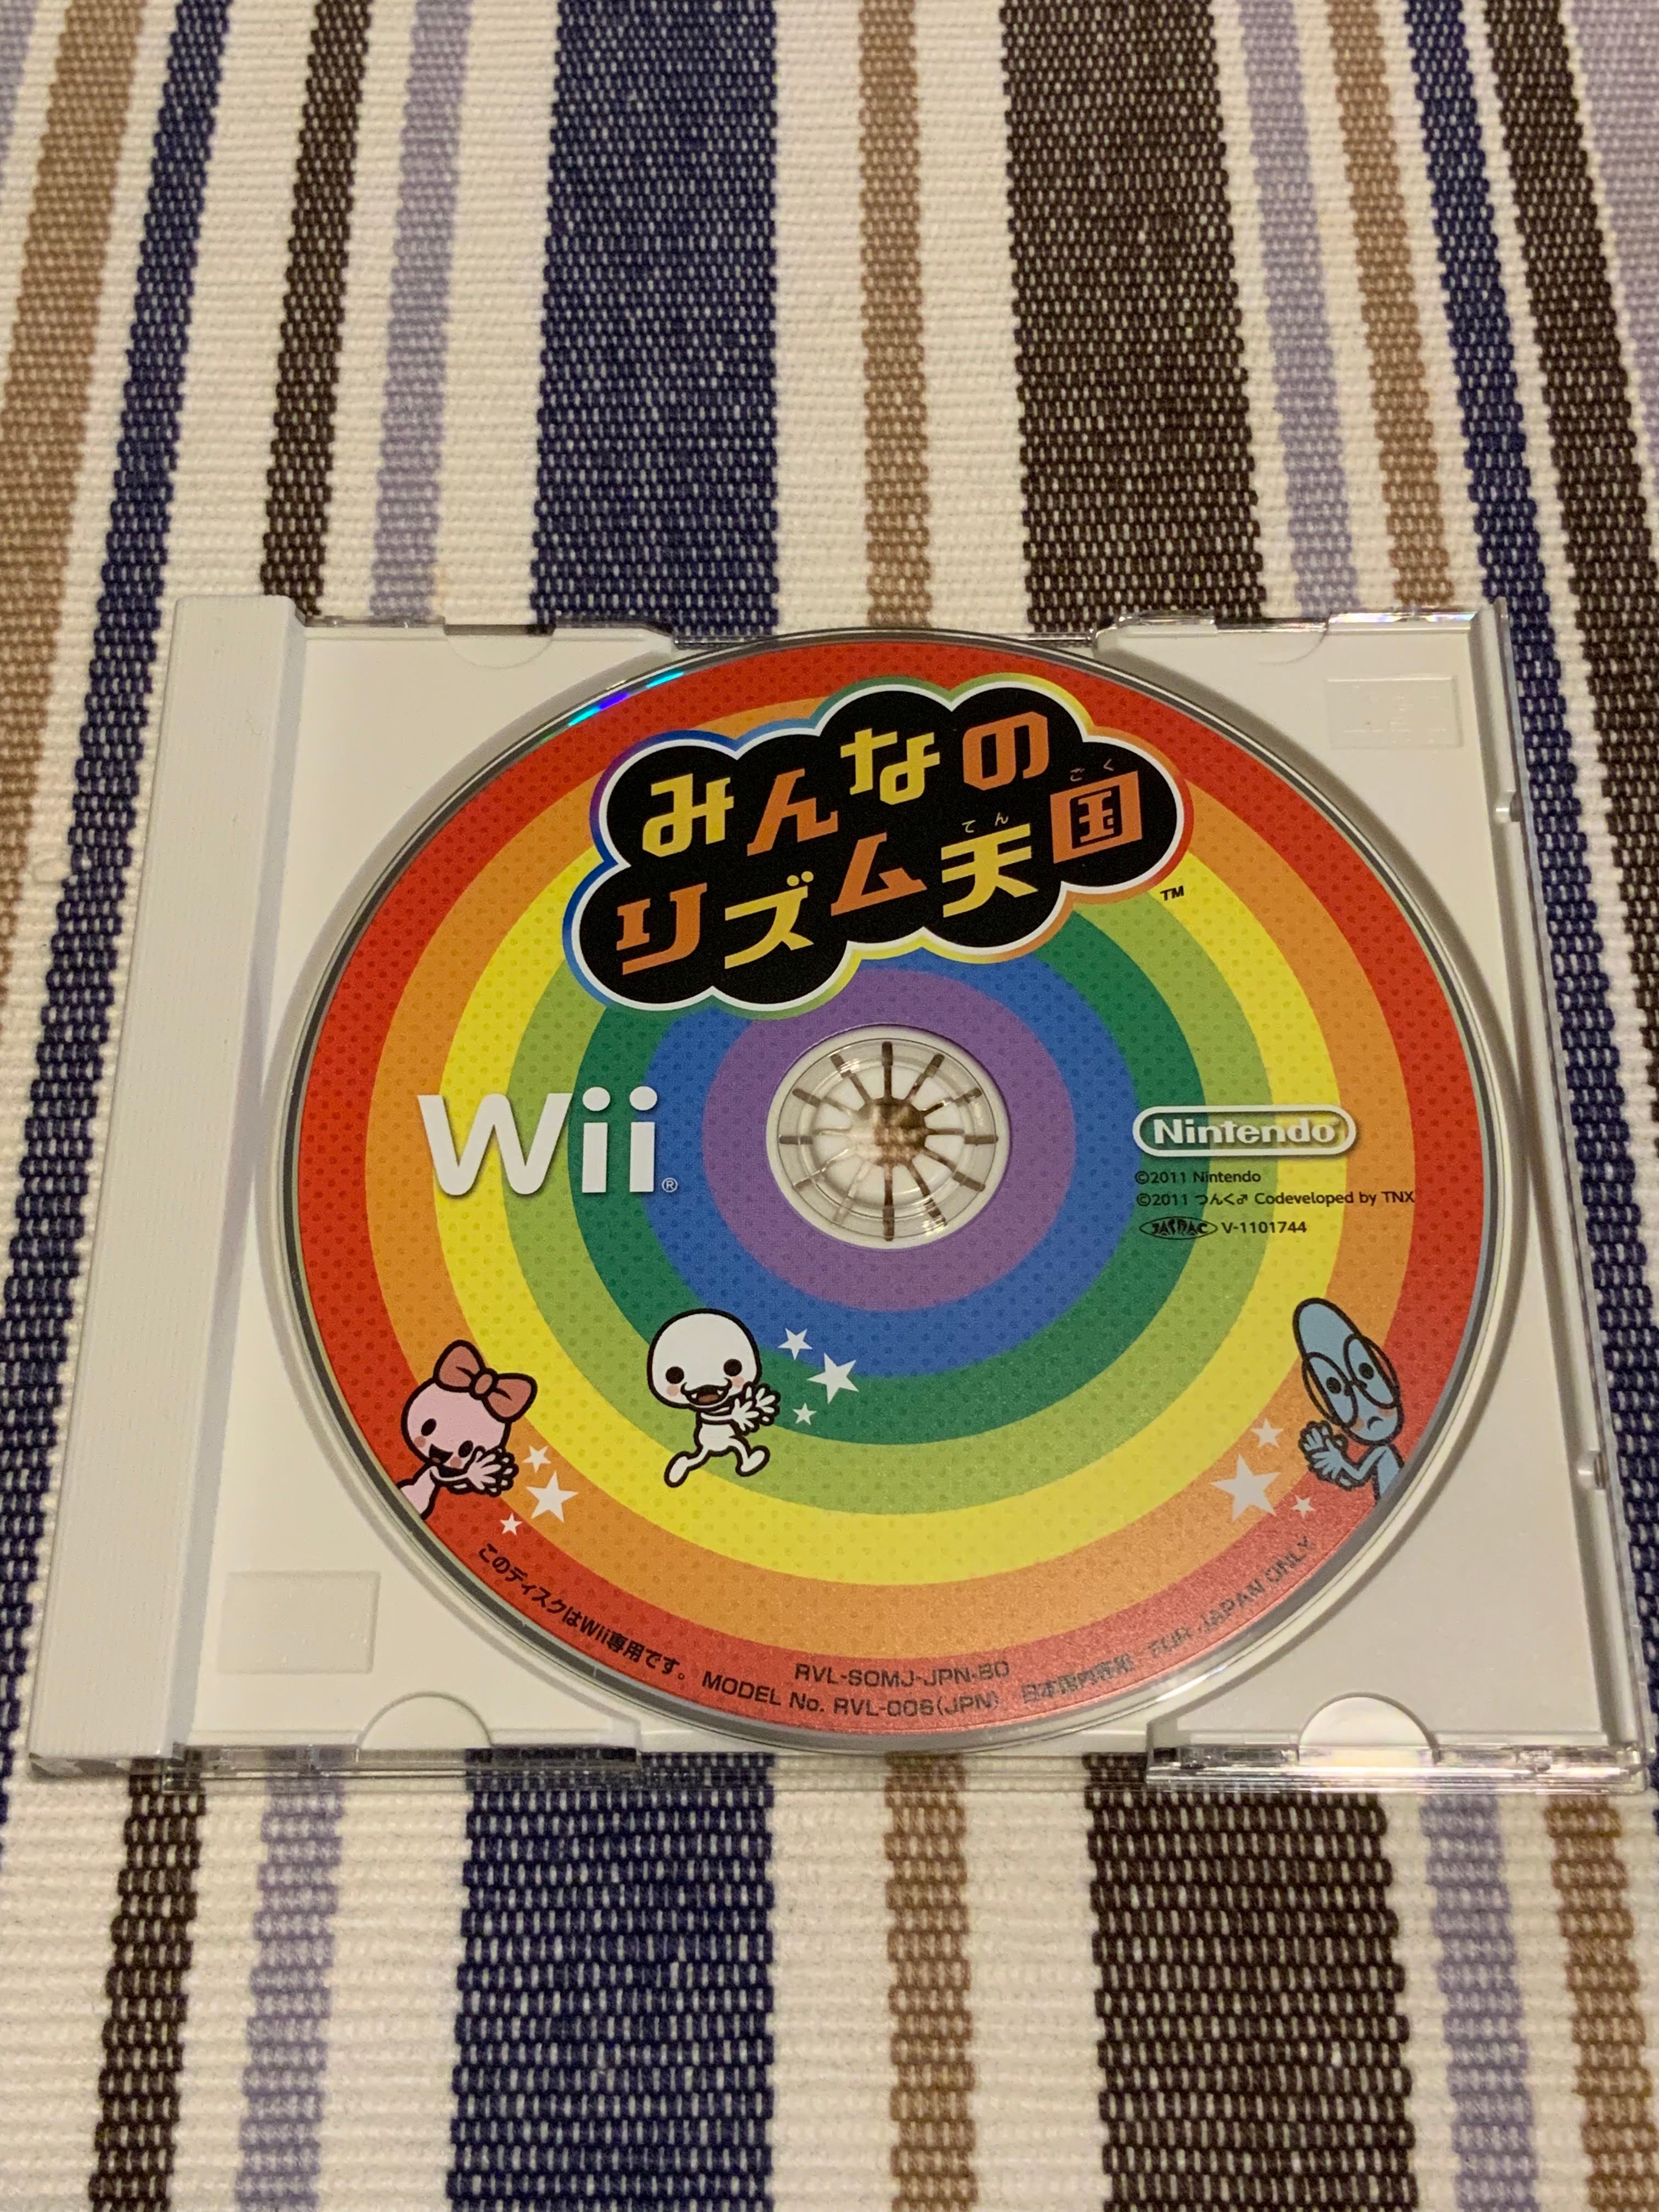 みんなの
リズム天国
てん
ごく
TM
Wii®
Nintendo®
©2011 Nintendo
©2011 つんく♂ Codeveloped by TNX
JASRAC V-1101744
RVL-SOMJ-JPN-B0
このディスクはWii専用です。 MODEL No. RVL-006(JPN) 日本国内専用 FOR JAPAN ONLY